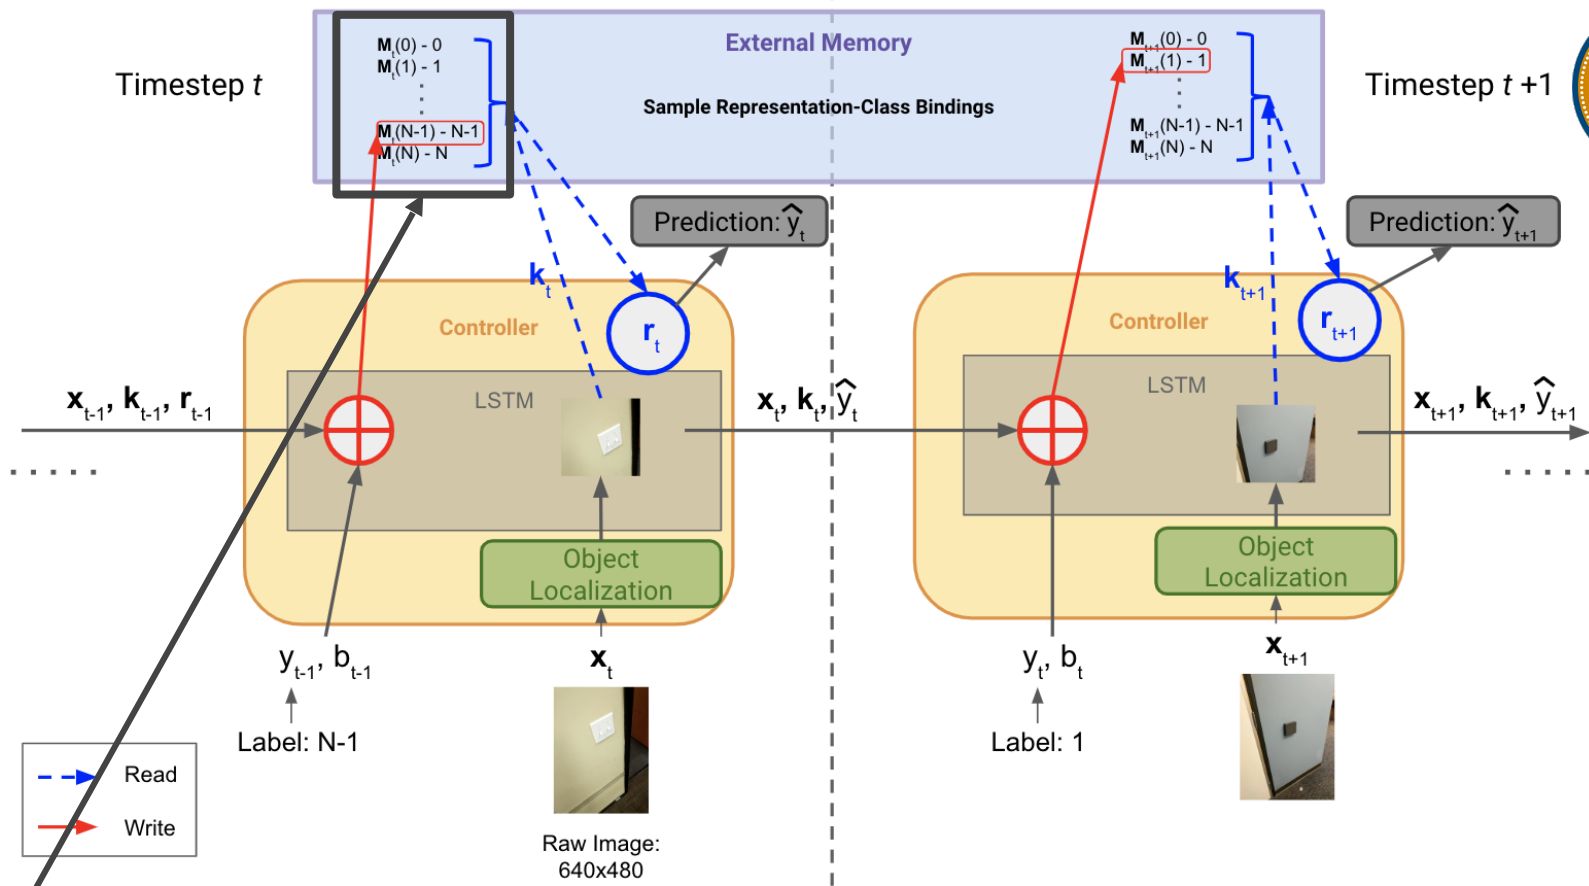 External Memory
Sample Representation-Class Bindings
Timestep t
M_t(0) - 0
M_t(1) - 1
M_t(N-1) - N-1
M_t(N) - N
M_t+1(0) - 0
M_t+1(1) - 1
M_t+1(N-1) - N-1
M_t+1(N) - N
Timestep t +1
Prediction: ŷ_t
Prediction: ŷ_t+1
k_t
r_t
Controller
k_t+1
r_t+1
Controller
x_t-1, k_t-1, r_t-1
LSTM
x_t, k_t, ŷ_t
LSTM
x_t+1, k_t+1, ŷ_t+1
Object
Localization
Object
Localization
y_t-1, b_t-1
x_t
y_t, b_t
x_t+1
Label: N-1
Label: 1
Read
Write
Raw Image:
640x480